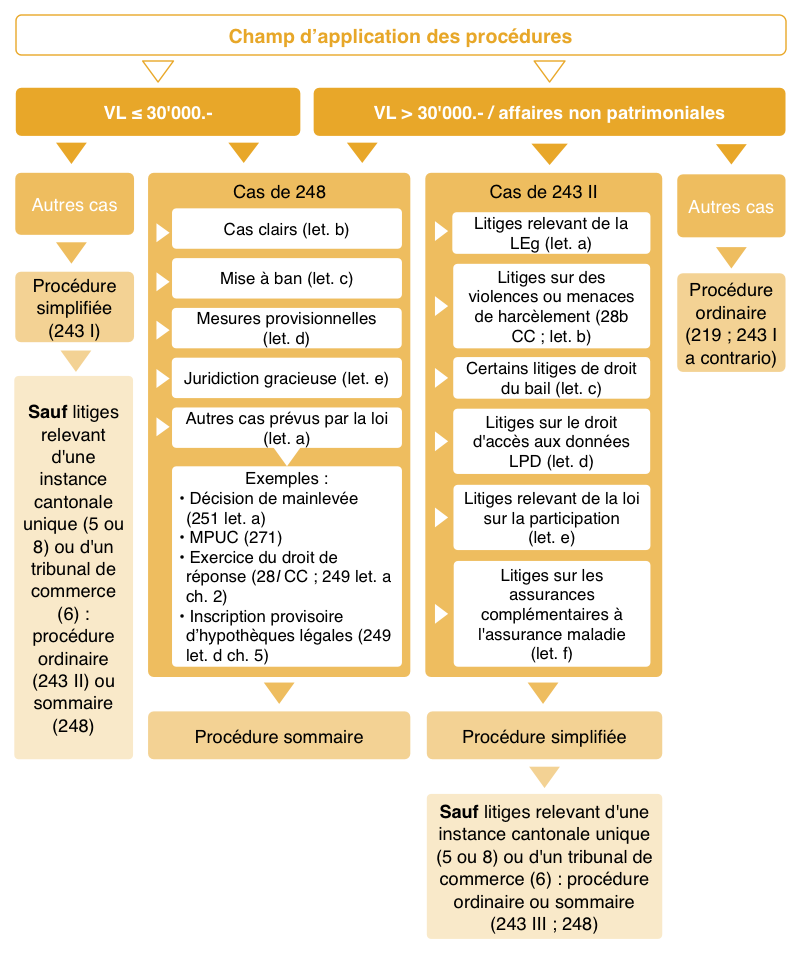 Champ d’application des procédures
VL ≤ 30'000.-
VL > 30'000.- / affaires non patrimoniales
Autres cas
Procédure
simplifiée
(243 I)
Sauf litiges
relevant
d'une
instance
cantonale
unique (5 ou
8) ou d'un
tribunal de
commerce
(6) :
procédure
ordinaire
(243 II) ou
sommaire
(248)
Cas de 248
Cas clairs (let. b)
Mise à ban (let. c)
Mesures provisionnelles
(let. d)
Juridiction gracieuse (let. e)
Autres cas prévus par la loi
(let. a)
Exemples :
• Décision de mainlevée
(251 let. a)
• MPUC (271)
• Exercice du droit de
réponse (28l CC ; 249 let. a
ch. 2)
• Inscription provisoire
d’hypothèques légales (249
let. d ch. 5)
Procédure sommaire
Cas de 243 II
Litiges relevant de la
LEg (let. a)
Litiges sur des
violences ou menaces
de harcèlement (28b
CC ; let. b)
Certains litiges de droit
du bail (let. c)
Litiges sur le droit
d'accès aux données
LPD (let. d)
Litiges relevant de la loi
sur la participation
(let. e)
Litiges sur les
assurances
complémentaires à
l'assurance maladie
(let. f)
Procédure simplifiée
Sauf litiges relevant d'une
instance cantonale unique
(5 ou 8) ou d'un tribunal de
commerce (6) : procédure
ordinaire ou sommaire
(243 III ; 248)
Autres cas
Procédure
ordinaire
(219 ; 243 I
a contrario)